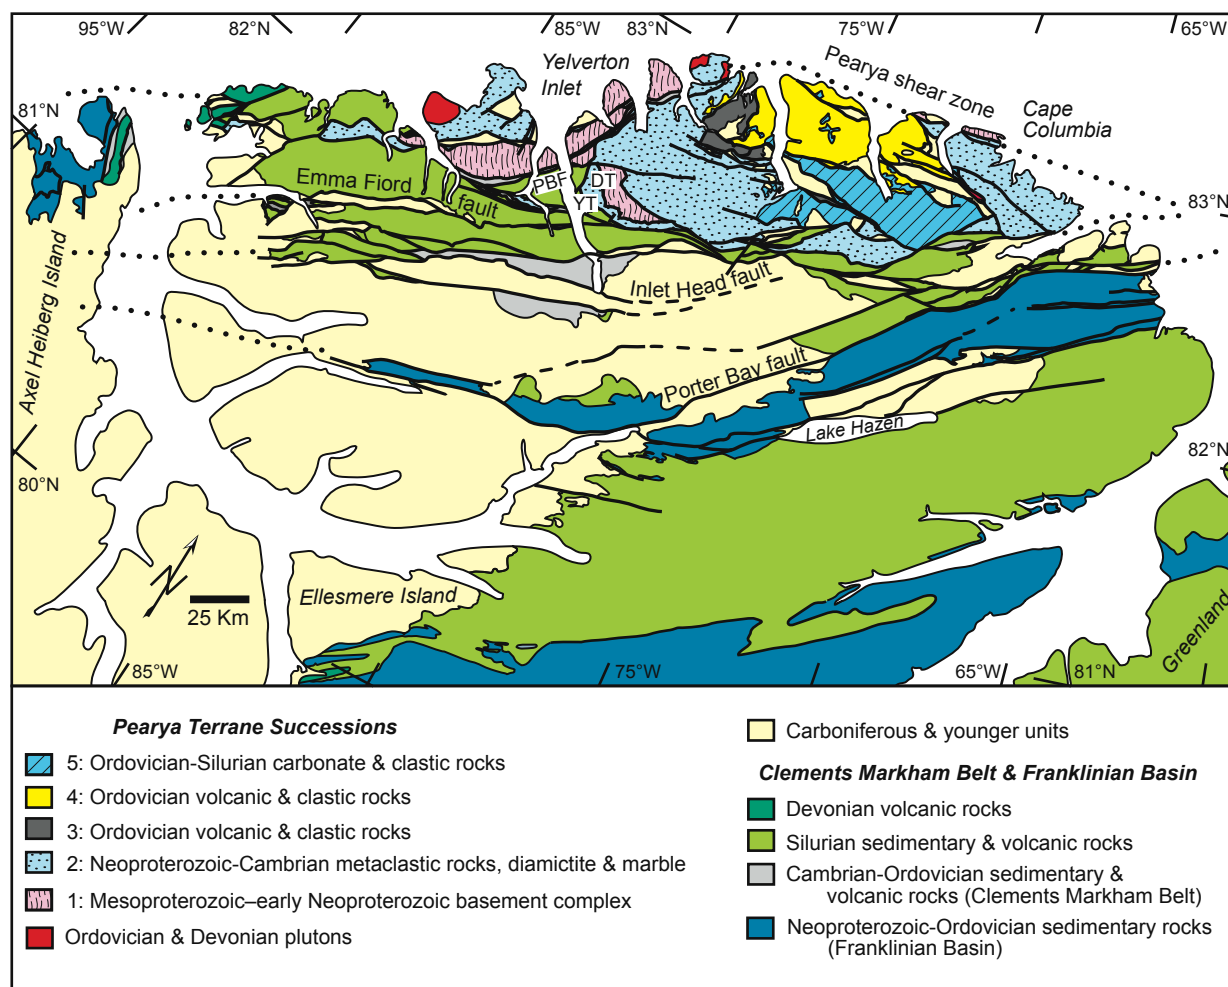 95°W
82°N
85°W
83°N
75°W
65°W
Yelverton
Inlet
Pearya shear zone
Cape
Columbia
81°N
Emma Fiord
fault
PBF
DT
YT
83°N
Inlet Head fault
Axel Heiberg Island
Porter Bay fault
Lake Hazen
80°N
82°N
N
25 Km
Ellesmere Island
Greenland
85°W
75°W
65°W
81°N
Pearya Terrane Successions
5: Ordovician-Silurian carbonate & clastic rocks
4: Ordovician volcanic & clastic rocks
3: Ordovician volcanic & clastic rocks
2: Neoproterozoic-Cambrian metaclastic rocks, diamictite & marble
1: Mesoproterozoic–early Neoproterozoic basement complex
Ordovician & Devonian plutons
Carboniferous & younger units
Clements Markham Belt & Franklinian Basin
Devonian volcanic rocks
Silurian sedimentary & volcanic rocks
Cambrian-Ordovician sedimentary &
volcanic rocks (Clements Markham Belt)
Neoproterozoic-Ordovician sedimentary rocks
(Franklinian Basin)